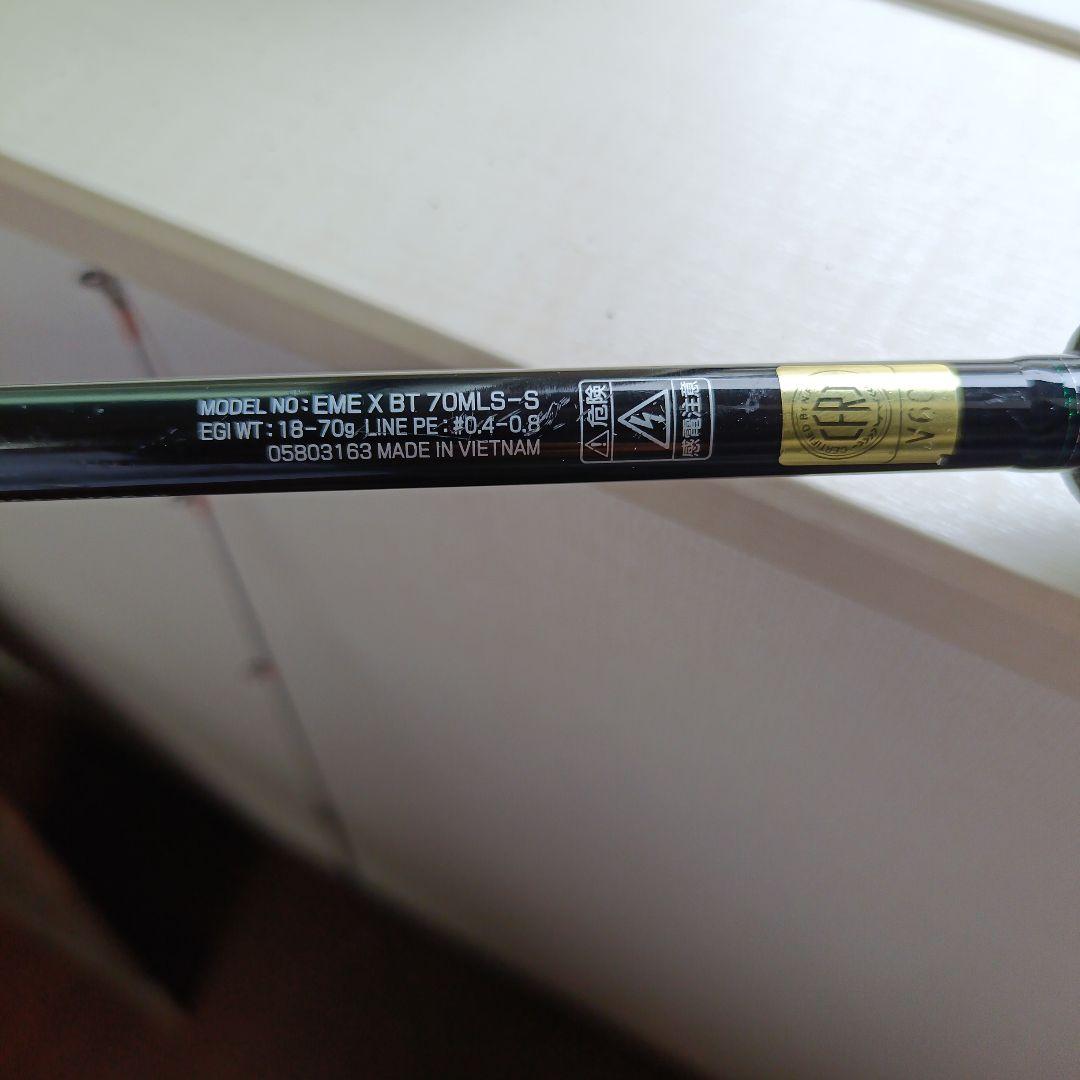 MODEL NO: EME X BT 70MLS-S
EGI WT: 18-70g LINE PE: #0.4-0.8
05803163 MADE IN VIETNAM
⚠危険
感電注意
CERTIFIED